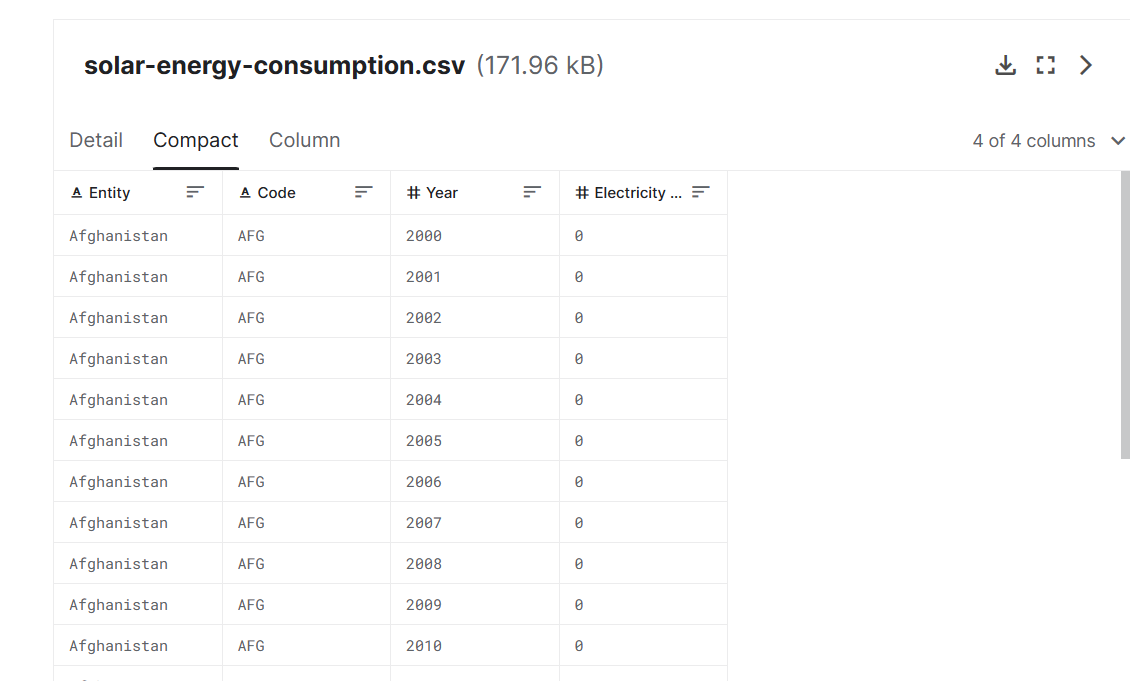 solar-energy-consumption.csv (171.96 kB)
Detail Compact Column 4 of 4 columns
Entity Code Year Electricity ...
Afghanistan AFG 2000 0
Afghanistan AFG 2001 0
Afghanistan AFG 2002 0
Afghanistan AFG 2003 0
Afghanistan AFG 2004 0
Afghanistan AFG 2005 0
Afghanistan AFG 2006 0
Afghanistan AFG 2007 0
Afghanistan AFG 2008 0
Afghanistan AFG 2009 0
Afghanistan AFG 2010 0